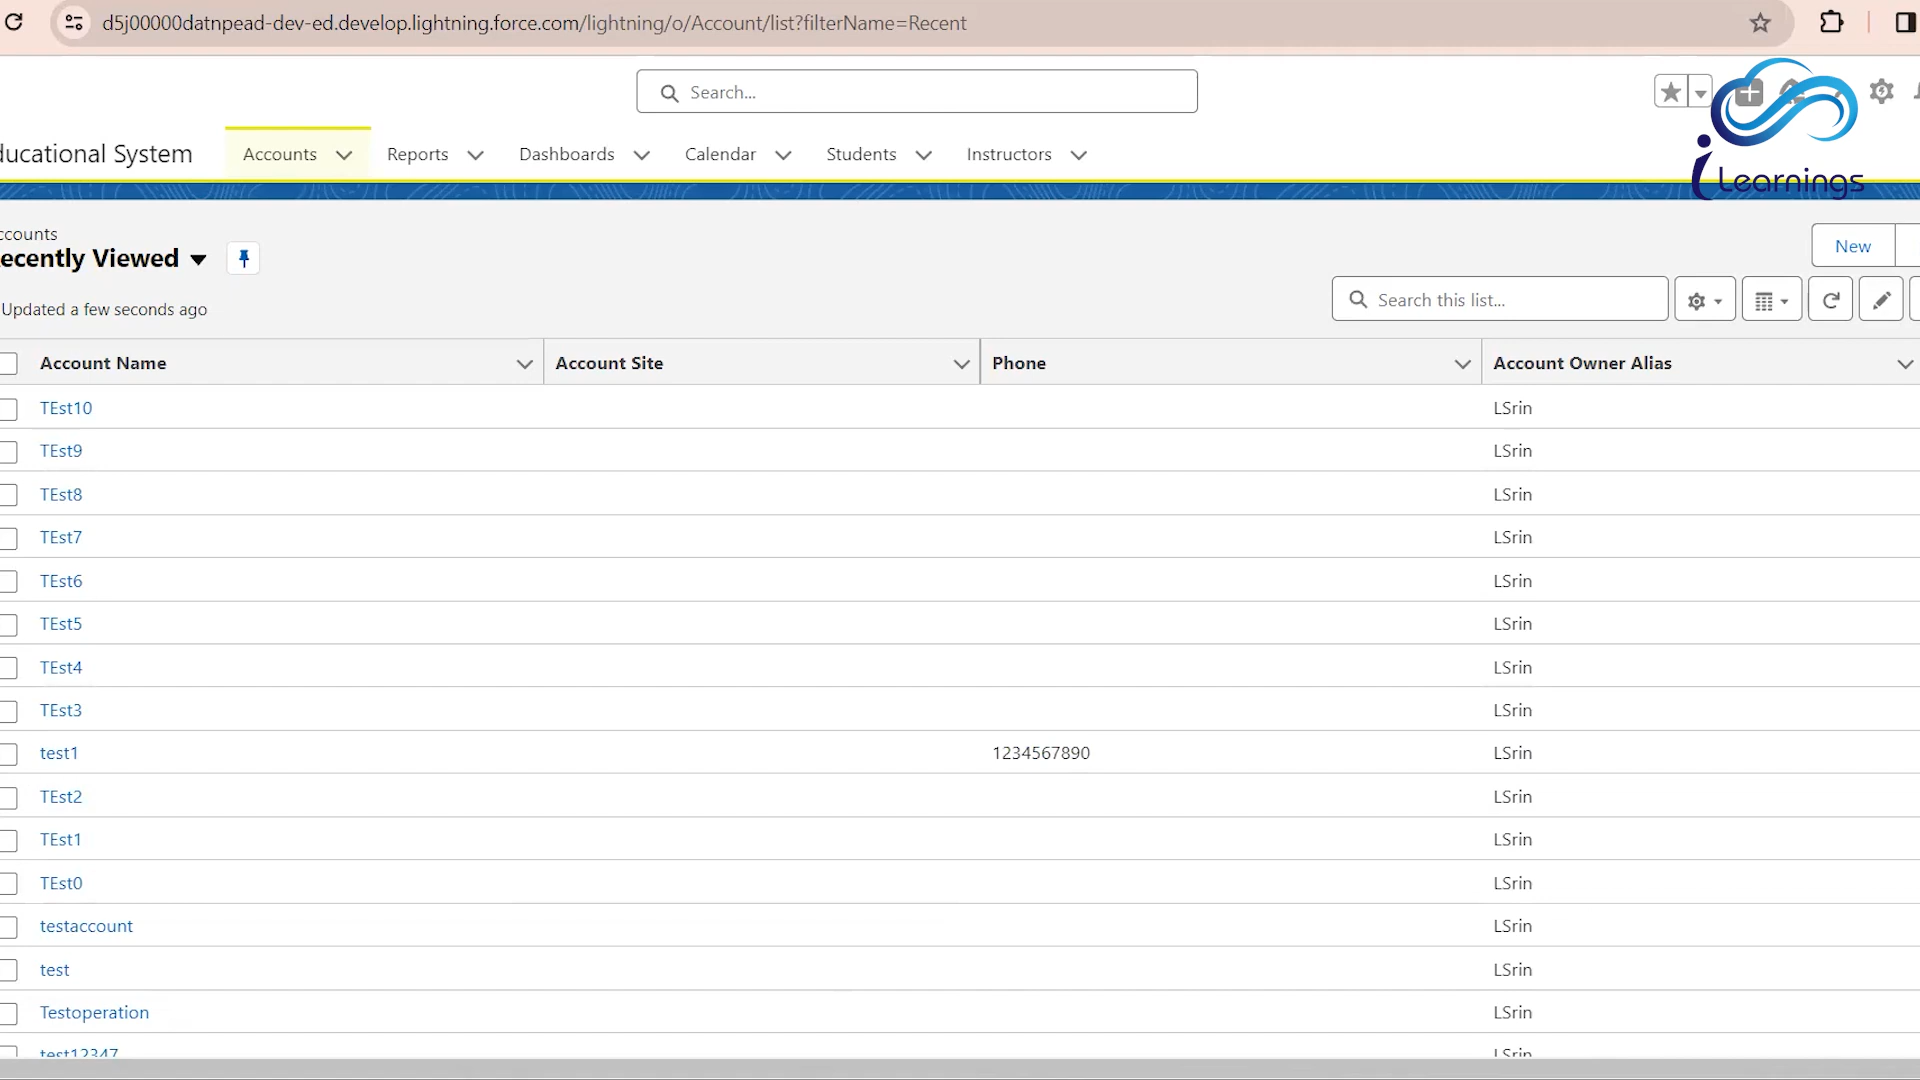 d5j00000datnpead-dev-ed.develop.lightning.force.com/lightning/o/Account/list?filterName=Recent
Search...
ducational System Accounts Reports Dashboards Calendar Students Instructors
i Learnings
ccounts
ecently Viewed
New
Updated a few seconds ago
Search this list...
Account Name Account Site Phone Account Owner Alias
TEst10 LSrin
TEst9 LSrin
TEst8 LSrin
TEst7 LSrin
TEst6 LSrin
TEst5 LSrin
TEst4 LSrin
TEst3 LSrin
test1 1234567890 LSrin
TEst2 LSrin
TEst1 LSrin
TEst0 LSrin
testaccount LSrin
test LSrin
Testoperation LSrin
test12347 LSrin